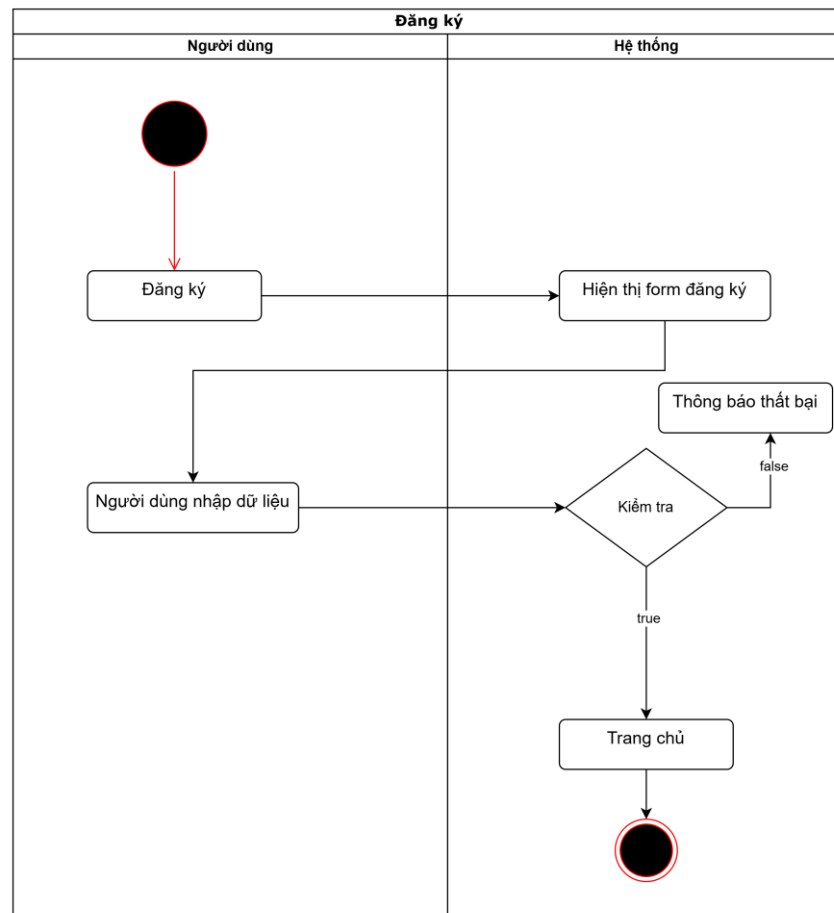 Đăng ký
Người dùng
Hệ thống
Đăng ký
Hiện thị form đăng ký
Thông báo thất bại
false
Người dùng nhập dữ liệu
Kiểm tra
true
Trang chủ